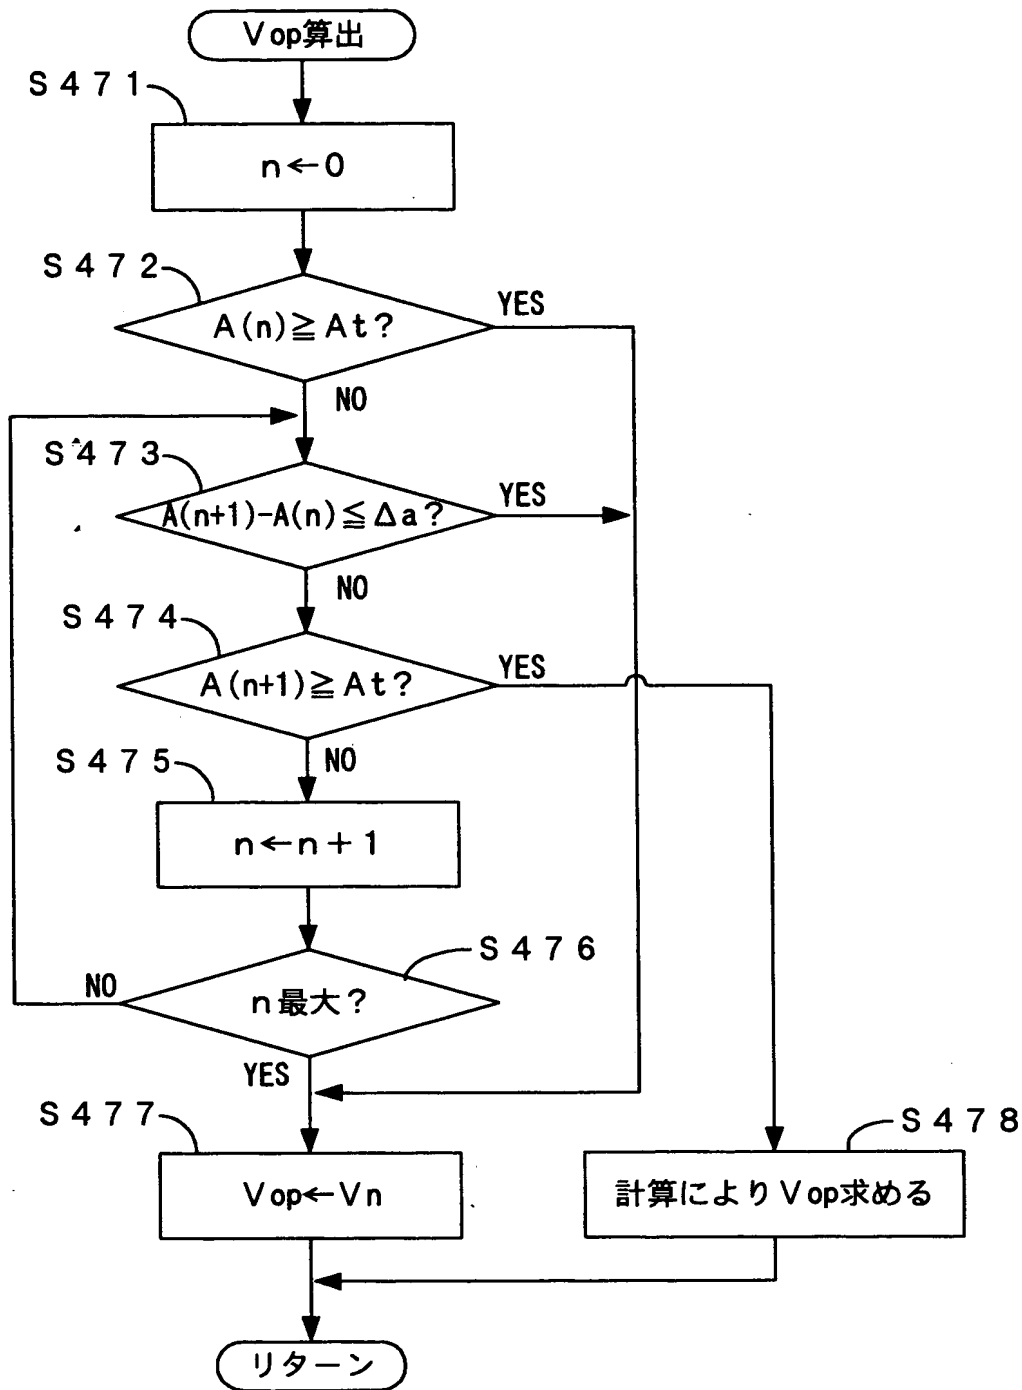 Vop算出
S471
n←0
S472
A(n)≧At?
YES
NO
S473
A(n+1)-A(n)≦Δa?
YES
NO
S474
A(n+1)≧At?
YES
NO
S475
n←n+1
S476
n最大?
NO
YES
S477
Vop←Vn
S478
計算によりVop求める
リターン